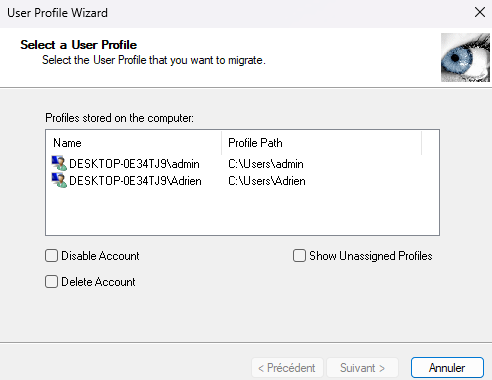 User Profile Wizard
Select a User Profile
Select the User Profile that you want to migrate.
Profiles stored on the computer:
Name Profile Path
DESKTOP-0E34TJ9\admin C:\Users\admin
DESKTOP-0E34TJ9\Adrien C:\Users\Adrien
Disable Account Show Unassigned Profiles
Delete Account
< Précédent Suivant > Annuler